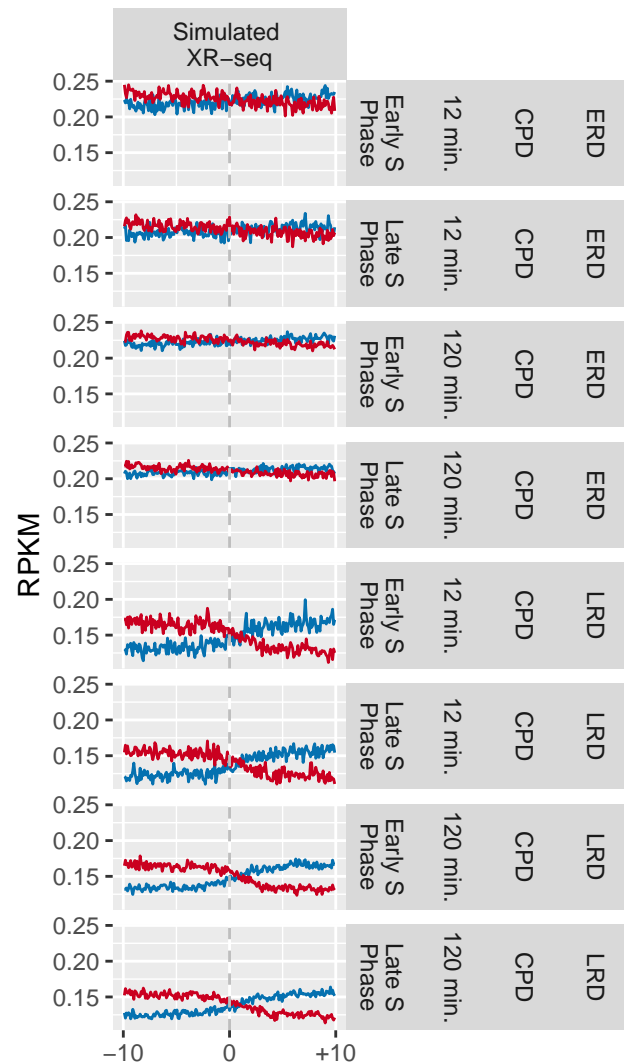 Simulated
XR−seq
RPKM
0.25
0.20
0.15
Early S
Phase
12 min.
CPD
ERD
0.25
0.20
0.15
Late S
Phase
12 min.
CPD
ERD
0.25
0.20
0.15
Early S
Phase
120 min.
CPD
ERD
0.25
0.20
0.15
Late S
Phase
120 min.
CPD
ERD
0.25
0.20
0.15
Early S
Phase
12 min.
CPD
LRD
0.25
0.20
0.15
Late S
Phase
12 min.
CPD
LRD
0.25
0.20
0.15
Early S
Phase
120 min.
CPD
LRD
0.25
0.20
0.15
Late S
Phase
120 min.
CPD
LRD
−10 0 +10